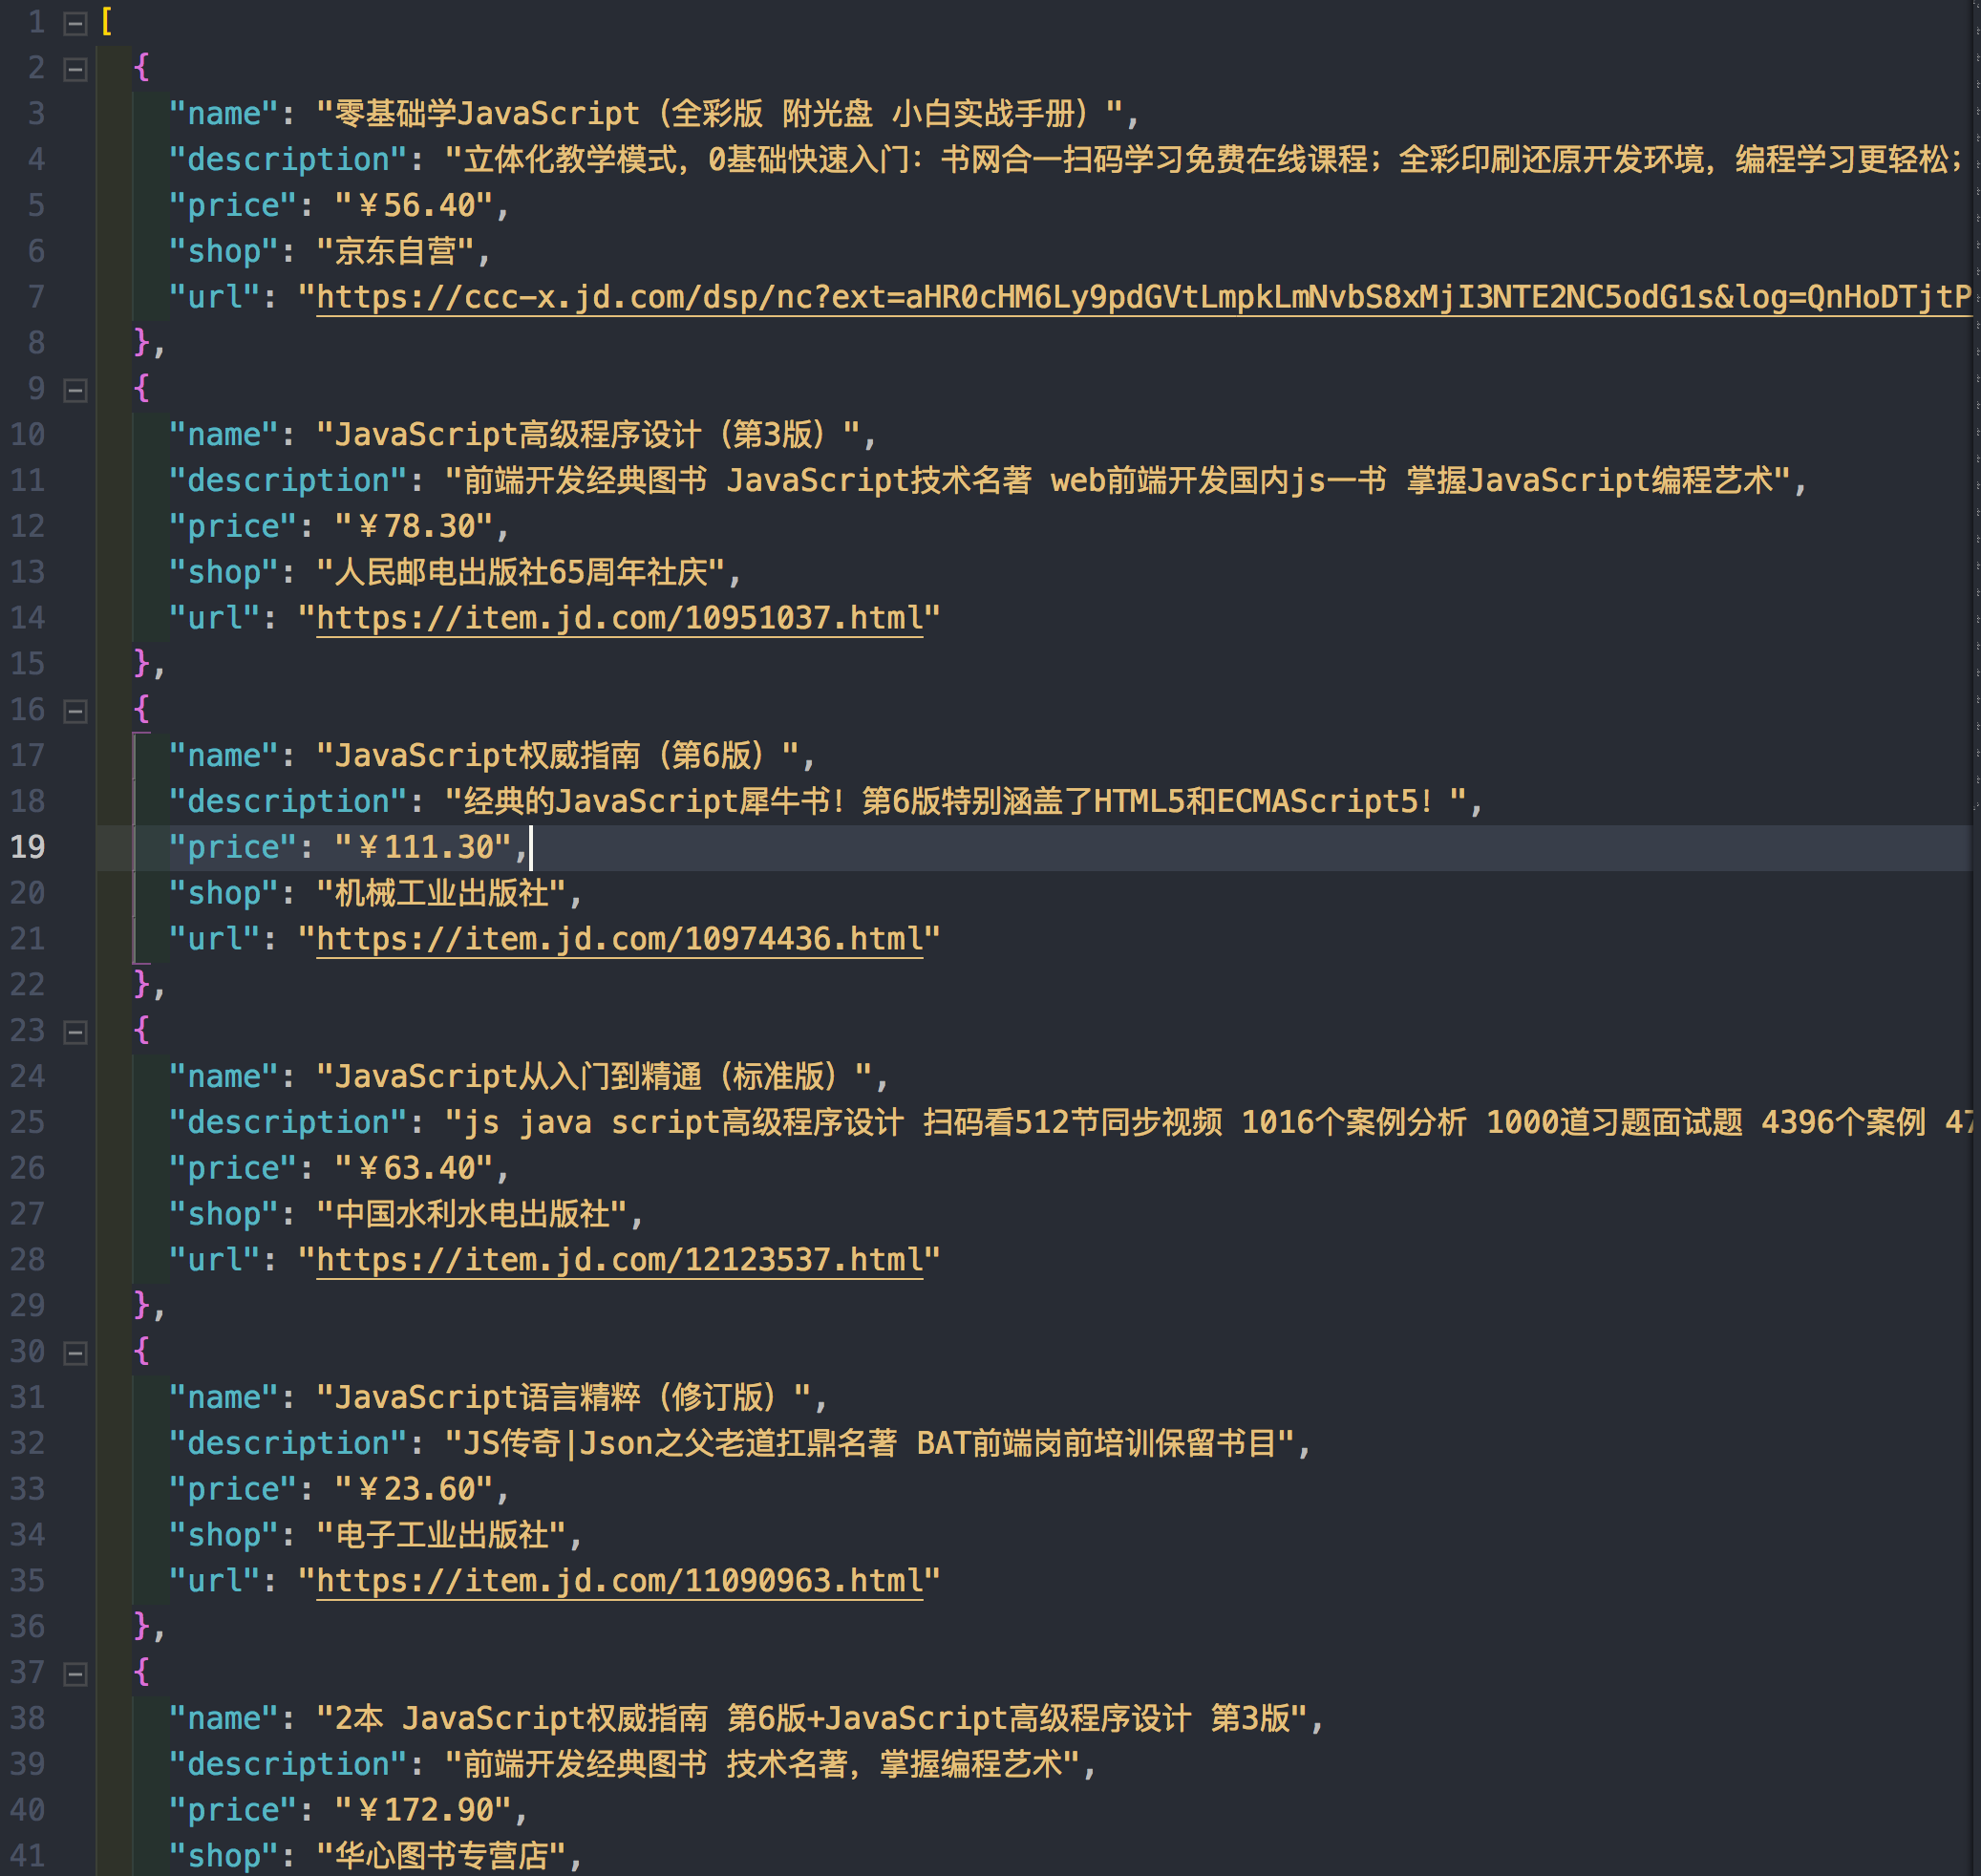 1 [
2 {
3 "name": "零基础学JavaScript（全彩版 附光盘 小白实战手册）",
4 "description": "立体化教学模式，0基础快速入门：书网合一扫码学习免费在线课程；全彩印刷还原开发环境，编程学习更轻松；
5 "price": "￥56.40",
6 "shop": "京东自营",
7 "url": "https://ccc-x.jd.com/dsp/nc?ext=aHR0cHM6Ly9pdGVtLmpkLmNvbS8xMjI3NTE2NC5odG1s&log=QnHoDTjtP
8 },
9 {
10 "name": "JavaScript高级程序设计（第3版）",
11 "description": "前端开发经典图书 JavaScript技术名著 web前端开发国内js一书 掌握JavaScript编程艺术",
12 "price": "￥78.30",
13 "shop": "人民邮电出版社65周年社庆",
14 "url": "https://item.jd.com/10951037.html"
15 },
16 {
17 "name": "JavaScript权威指南（第6版）",
18 "description": "经典的JavaScript犀牛书！第6版特别涵盖了HTML5和ECMAScript5！",
19 "price": "￥111.30",
20 "shop": "机械工业出版社",
21 "url": "https://item.jd.com/10974436.html"
22 },
23 {
24 "name": "JavaScript从入门到精通（标准版）",
25 "description": "js java script高级程序设计 扫码看512节同步视频 1016个案例分析 1000道习题面试题 4396个案例 47
26 "price": "￥63.40",
27 "shop": "中国水利水电出版社",
28 "url": "https://item.jd.com/12123537.html"
29 },
30 {
31 "name": "JavaScript语言精粹（修订版）",
32 "description": "JS传奇|Json之父老道扛鼎名著 BAT前端岗前培训保留书目",
33 "price": "￥23.60",
34 "shop": "电子工业出版社",
35 "url": "https://item.jd.com/11090963.html"
36 },
37 {
38 "name": "2本 JavaScript权威指南 第6版+JavaScript高级程序设计 第3版",
39 "description": "前端开发经典图书 技术名著，掌握编程艺术",
40 "price": "￥172.90",
41 "shop": "华心图书专营店",